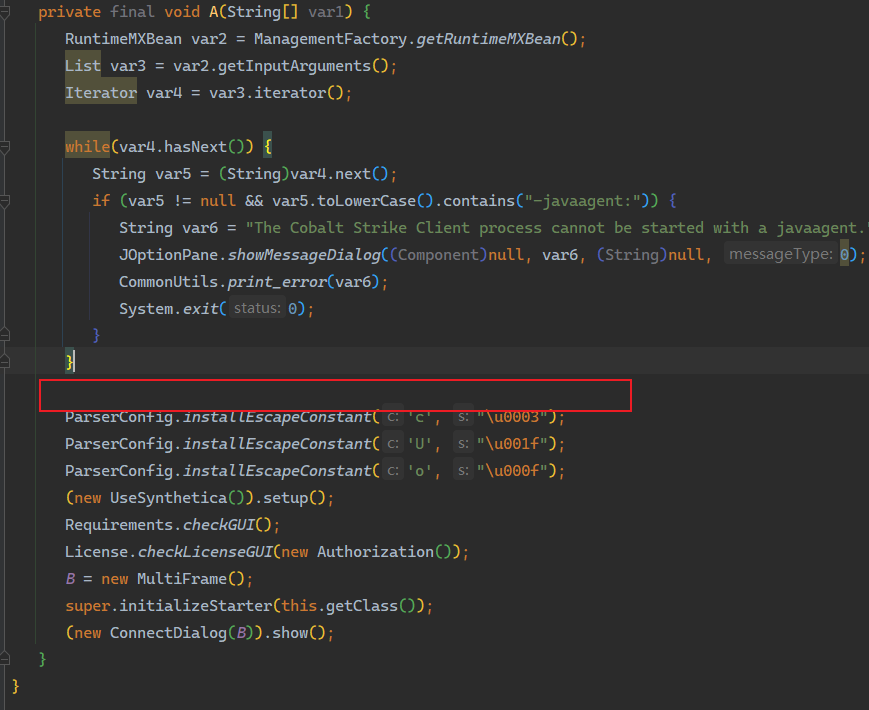 private final void A(String[] var1) {
RuntimeMXBean var2 = ManagementFactory.getRuntimeMXBean();
List var3 = var2.getInputArguments();
Iterator var4 = var3.iterator();
while(var4.hasNext()) {
String var5 = (String)var4.next();
if (var5 != null && var5.toLowerCase().contains("-javaagent:")) {
String var6 = "The Cobalt Strike Client process cannot be started with a javaagent."
JOptionPane.showMessageDialog((Component)null, var6, (String)null, messageType: 0);
CommonUtils.print_error(var6);
System.exit( status: 0);
}
}
ParserConfig.installEscapeConstant( c: 'c', s: "\u0003");
ParserConfig.installEscapeConstant( c: 'U', s: "\u001f");
ParserConfig.installEscapeConstant( c: 'o', s: "\u000f");
(new UseSynthetica()).setup();
Requirements.checkGUI();
License.checkLicenseGUI(new Authorization());
B = new MultiFrame();
super.initializeStarter(this.getClass());
(new ConnectDialog(B)).show();
}
}